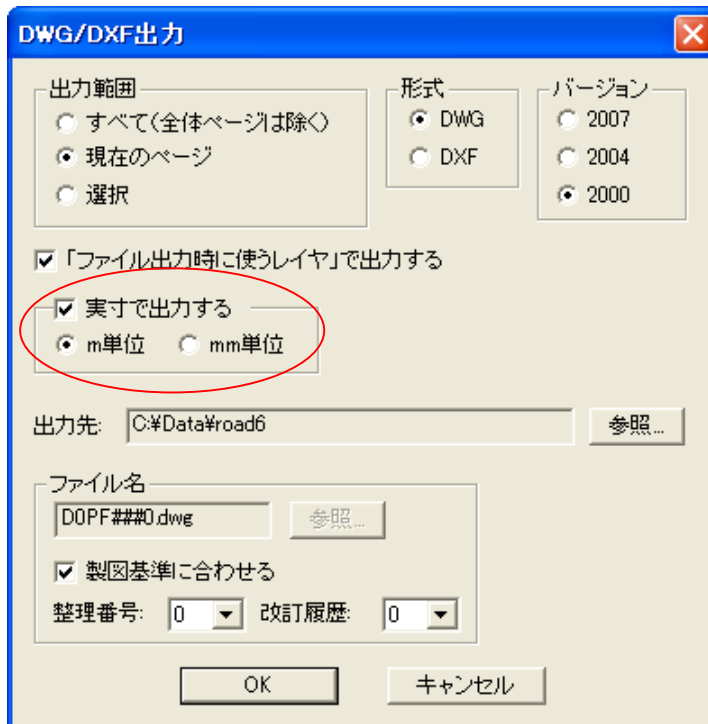 DWG/DXF出力
出力範囲
すべて(全体ページは除く)
現在のページ
選択
形式
DWG
DXF
バージョン
2007
2004
2000
「ファイル出力時に使うレイヤ」で出力する
実寸で出力する
m単位 mm単位
出力先: C:¥Data¥road6 参照...
ファイル名
D0PF###0.dwg 参照...
製図基準に合わせる
整理番号: 0 改訂履歴: 0
OK キャンセル